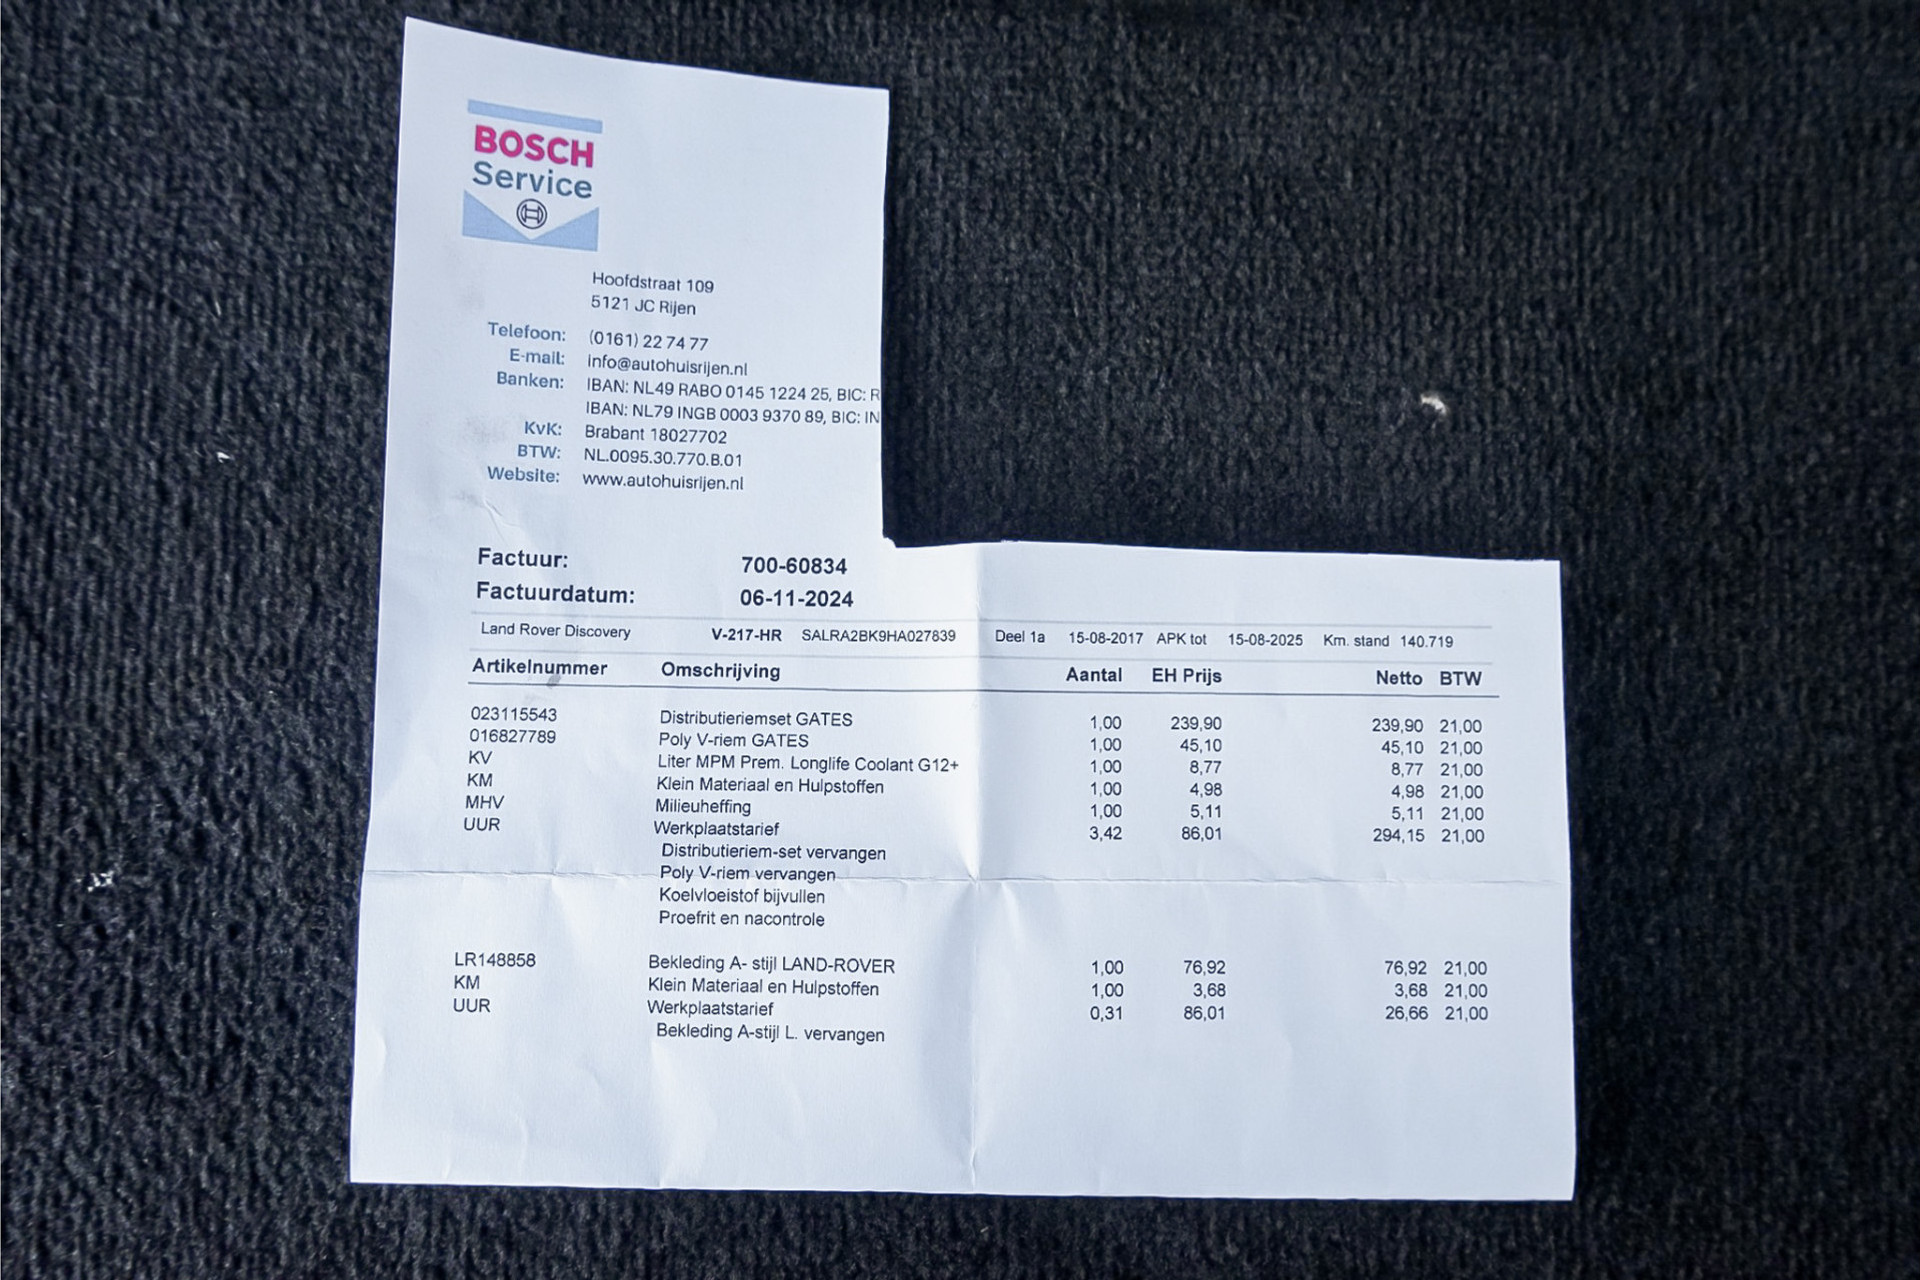 BOSCH
Service
Hoofdstraat 109
5121 JC Rijen
Telefoon: (0161) 22 74 77
E-mail: info@autohuisrijen.nl
Banken: IBAN: NL49 RABO 0145 1224 25, BIC: R
IBAN: NL79 INGB 0003 9370 89, BIC: IN
KvK: Brabant 18027702
BTW: NL.0095.30.770.B.01
Website: www.autohuisrijen.nl
Factuur: 700-60834
Factuurdatum: 06-11-2024
Land Rover Discovery V-217-HR SALRA2BK9HA027839 Deel 1a 15-08-2017 APK tot 15-08-2025 Km. stand 140.719
Artikelnummer Omschrijving Aantal EH Prijs Netto BTW
023115543 Distributieriemset GATES 1,00 239,90 239,90 21,00
016827789 Poly V-riem GATES 1,00 45,10 45,10 21,00
KV Liter MPM Prem. Longlife Coolant G12+ 1,00 8,77 8,77 21,00
KM Klein Materiaal en Hulpstoffen 1,00 4,98 4,98 21,00
MHV Milieuheffing 1,00 5,11 5,11 21,00
UUR Werkplaatstarief 3,42 86,01 294,15 21,00
Distributieriem-set vervangen
Poly V-riem vervangen
Koelvloeistof bijvullen
Proefrit en nacontrole
LR148858 Bekleding A- stijl LAND-ROVER 1,00 76,92 76,92 21,00
KM Klein Materiaal en Hulpstoffen 1,00 3,68 3,68 21,00
UUR Werkplaatstarief 0,31 86,01 26,66 21,00
Bekleding A-stijl L. vervangen